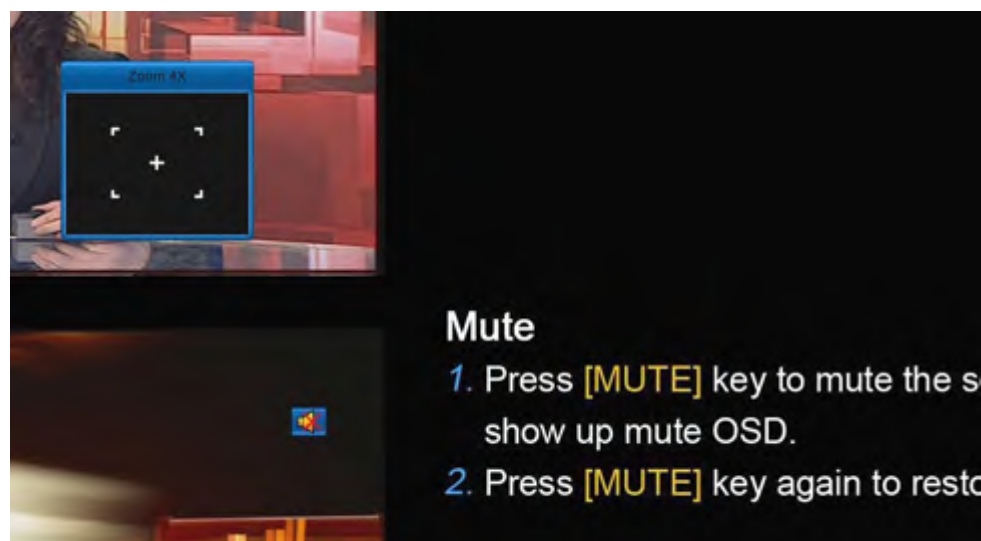 Zoom 4X
Mute
1. Press [MUTE] key to mute the
show up mute OSD.
2. Press [MUTE] key again to